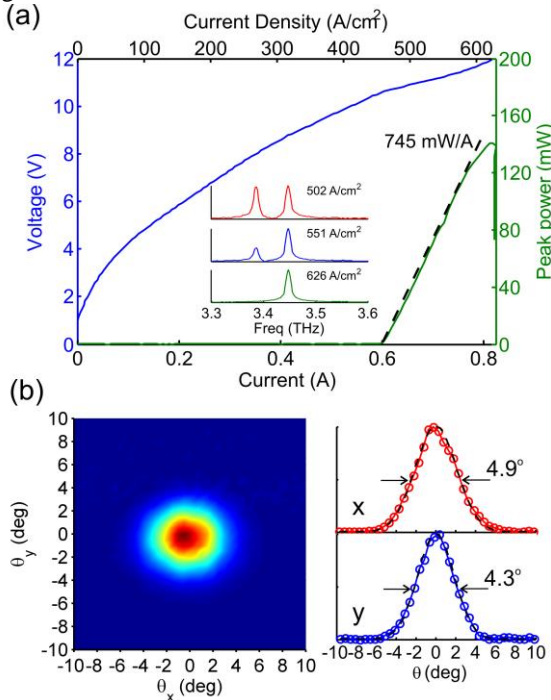 (a)
Current Density (A/cm²)
0 100 200 300 400 500 600
12 10 8 6 4 2 0
Voltage (V)
200 160 120 80 40 0
Peak power (mW)
745 mW/A
502 A/cm²
551 A/cm²
626 A/cm²
3.3 3.4 3.5 3.6
Freq (THz)
0 0.2 0.4 0.6 0.8
Current (A)
(b)
10 8 6 4 2 0 -2 -4 -6 -8 -10
θy (deg)
-10 -8 -6 -4 -2 0 2 4 6 8 10
θx (deg)
x
4.9°
y
4.3°
-10 -8 -6 -4 -2 0 2 4 6 8 10
θ (deg)